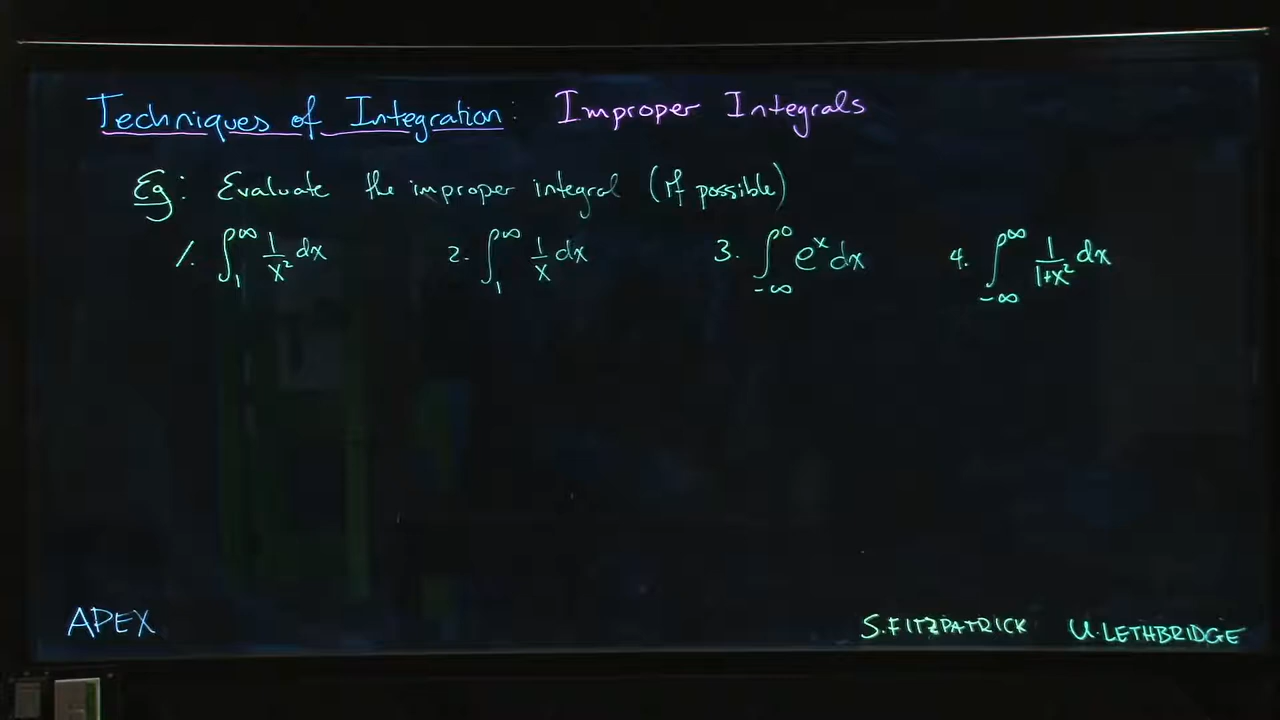 Techniques of Integration: Improper Integrals
Eg: Evaluate the improper integral (if possible)
1. ∫₁^∞ 1/x² dx 2. ∫₁^∞ 1/x dx 3. ∫₋∞^0 eˣ dx 4. ∫₋∞^∞ 1/(1+x²) dx
APEX S. FITZPATRICK U. LETHBRIDGE